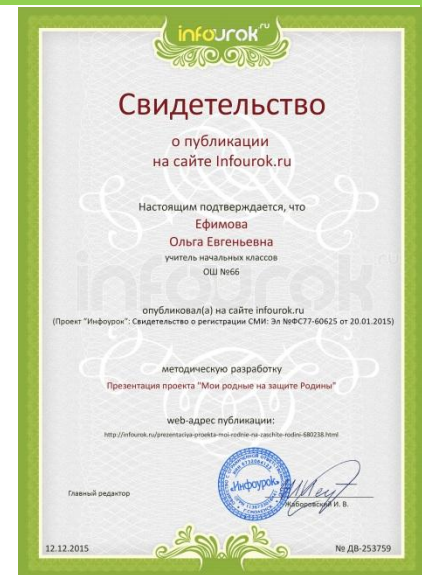 infourok.ru
Свидетельство
о публикации
на сайте Infourok.ru
Настоящим подтверждается, что
Ефимова
Ольга Евгеньевна
учитель начальных классов
ОШ №66
опубликовал(а) на сайте infourok.ru
(Проект "Инфоурок": Свидетельство о регистрации СМИ: Эл №ФС77-60625 от 20.01.2015)
методическую разработку
Презентация проекта "Мои родные на защите Родины"
web-адрес публикации:
http://infourok.ru/prezentaciya-proekta-moi-rodnie-na-zaschite-rodini-680238.html
«Инфоурок»
Главный редактор
Жаборовский И. В.
12.12.2015
№ ДВ-253759